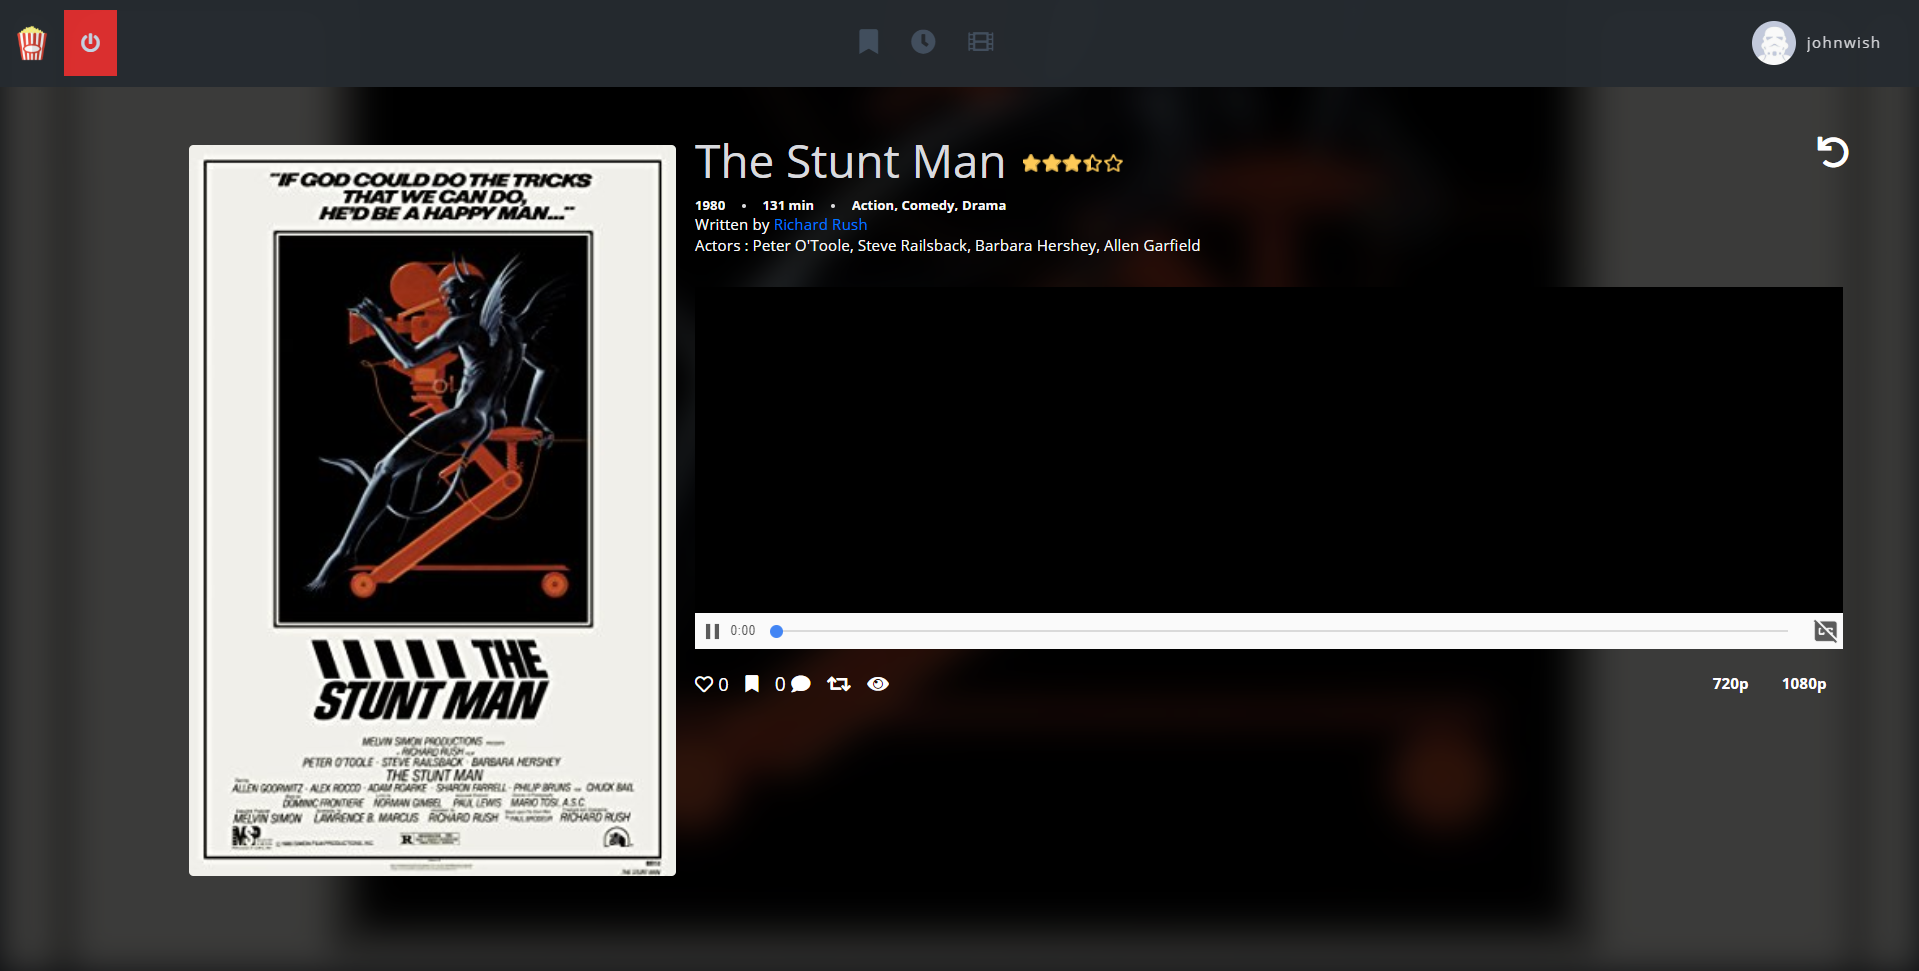 johnwish
"IF GOD COULD DO THE TRICKS
THAT WE CAN DO,
HE'D BE A HAPPY MAN..."
THE
STUNT MAN
MELVIN SIMON PRODUCTIONS
RICHARD RUSH
PETER O'TOOLE · STEVE RAILSBACK · BARBARA HERSHEY
THE STUNT MAN
ALLEN GOORWITZ · ALEX ROCCO · ADAM ROARKE · SHARON FARRELL · PHILIP BRUNS CHUCK BAIL
DOMINIC FRONTIERE NORMAN GIMBEL PAUL LEWIS MARIO TOSI, A.S.C.
MELVIN SIMON LAWRENCE B. MARCUS RICHARD RUSH PAUL BRODEUR RICHARD RUSH
MSP
R
The Stunt Man
1980 • 131 min • Action, Comedy, Drama
Written by Richard Rush
Actors : Peter O'Toole, Steve Railsback, Barbara Hershey, Allen Garfield
0:00
0 0 720p 1080p